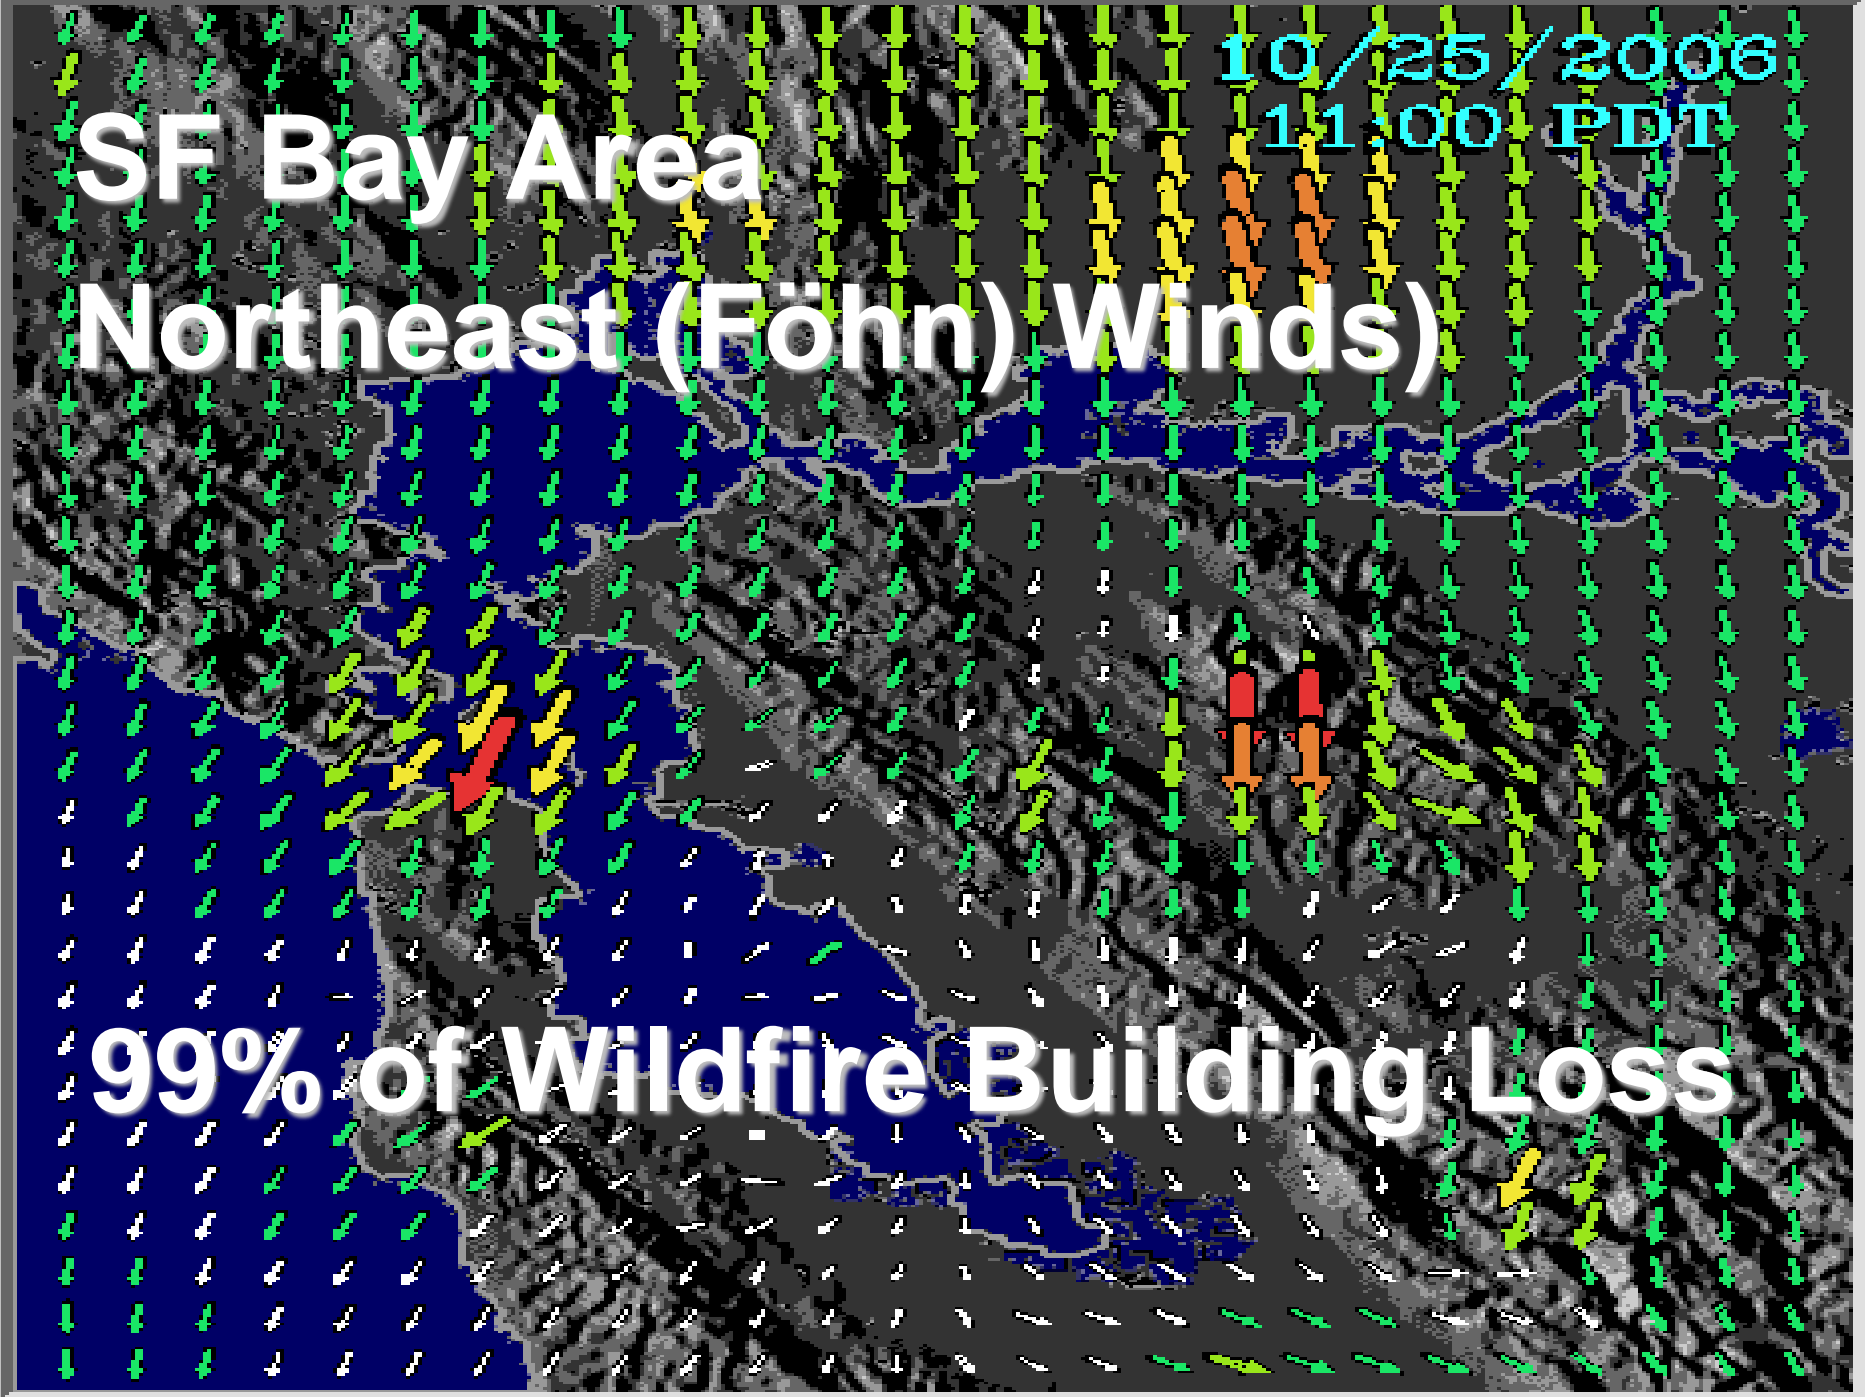 10/25/2006
11:00 PDT
SF Bay Area
Northeast (Föhn) Winds)
99% of Wildfire Building Loss